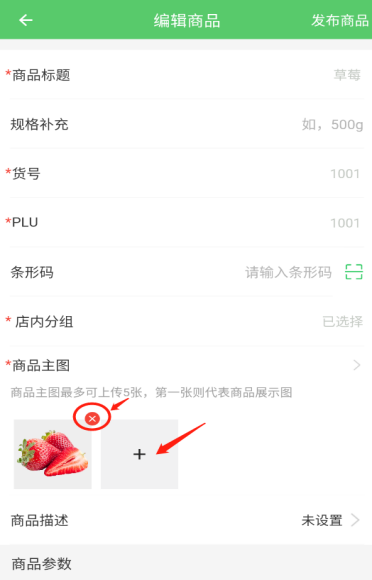 编辑商品 发布商品
*商品标题 草莓
规格补充 如，500g
*货号 1001
*PLU 1001
条形码 请输入条形码
* 店内分组 已选择
*商品主图
商品主图最多可上传5张，第一张则代表商品展示图
商品描述 未设置
商品参数